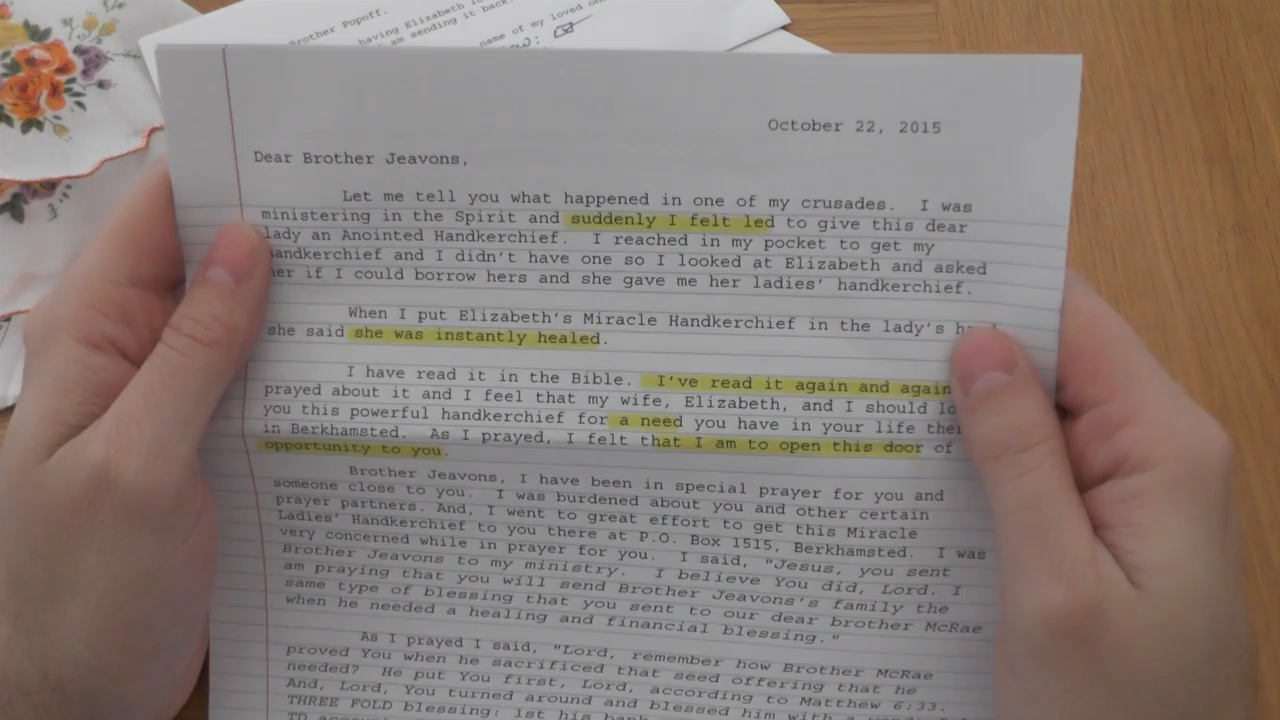 Brother Popoff.
having Elizabeth
am sending it back.
name of my loved
October 22, 2015
Dear Brother Jeavons,
Let me tell you what happened in one of my crusades. I was
ministering in the Spirit and suddenly I felt led to give this dear
lady an Anointed Handkerchief. I reached in my pocket to get my
handkerchief and I didn't have one so I looked at Elizabeth and asked
her if I could borrow hers and she gave me her ladies' handkerchief.
When I put Elizabeth's Miracle Handkerchief in the lady's
she said she was instantly healed.
I have read it in the Bible. I've read it again and again
prayed about it and I feel that my wife, Elizabeth, and I should
you this powerful handkerchief for a need you have in your life
in Berkhamsted. As I prayed, I felt that I am to open this door of
opportunity to you.
Brother Jeavons, I have been in special prayer for you and
someone close to you. I was burdened about you and other certain
prayer partners. And, I went to great effort to get this Miracle
Ladies' Handkerchief to you there at P.O. Box 1515, Berkhamsted. I was
very concerned while in prayer for you. I said, "Jesus, you sent
Brother Jeavons to my ministry. I believe You did, Lord. I
am praying that you will send Brother Jeavons's family the
same type of blessing that you sent to our dear brother McRae
when he needed a healing and financial blessing."
As I prayed I said, "Lord, remember how Brother McRae
proved You when he sacrificed that seed offering that he
needed? He put You first, Lord, according to Matthew 6:33.
And, Lord, You turned around and blessed him with a
THREE FOLD blessing: 1st his
TD